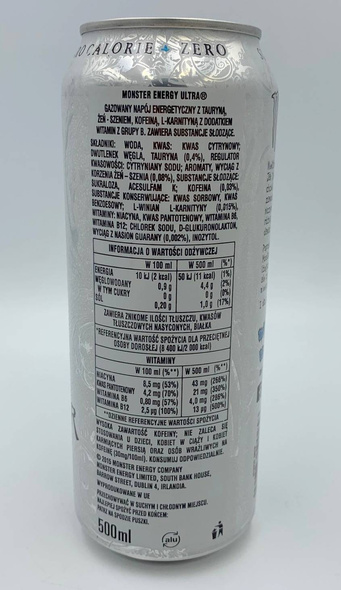 10 CALORIE + ZERO
MONSTER ENERGY ULTRA®
GAZOWANY NAPÓJ ENERGETYCZNY Z TAURYNĄ,
ŻEŃ - SZENIEM, KOFEINĄ, L-KARNITYNĄ Z DODATKIEM
WITAMIN Z GRUPY B. ZAWIERA SUBSTANCJE SŁODZĄCE.
SKŁADNIKI: WODA, KWAS: KWAS CYTRYNOWY;
DWUTLENEK WĘGLA, TAURYNA (0,4%), REGULATOR
KWASOWOŚCI: CYTRYNIANY SODU; AROMATY, WYCIĄG Z
KORZENIA ŻEŃ – SZENIA (0,08%), SUBSTANCJE SŁODZĄCE:
SUKRALOZA, ACESULFAM K; KOFEINA (0,03%),
SUBSTANCJE KONSERWUJĄCE: KWAS SORBOWY, KWAS
BENZOESOWY; L-WINIAN L-KARNITYNY (0,015%),
WITAMINY: NIACYNA, KWAS PANTOTENOWY, WITAMINA B6,
WITAMINA B12; CHLOREK SODU, D-GLUKURONOLAKTON,
WYCIĄG Z NASION GUARANY (0,002%), INOZYTOL.
INFORMACJA O WARTOŚCI ODŻYWCZEJ
W 100 ml W 500 ml (%*)
ENERGIA 10 kJ (2 kcal) 50 kJ (11 kcal) (1%)
WĘGLOWODANY 0,9 g 4,4 g (2%)
W TYM CUKRY 0 g 0 g (0%)
SÓL 0,20 g 1,0 g (17%)
ZAWIERA ZNIKOME ILOŚCI TŁUSZCZU, KWASÓW
TŁUSZCZOWYCH NASYCONYCH, BIAŁKA
*REFERENCYJNA WARTOŚĆ SPOŻYCIA DLA PRZECIĘTNEJ
OSOBY DOROSŁEJ (8 400 kJ/2 000 kcal)
WITAMINY
W 100 ml (%**) W 500 ml (%**)
NIACYNA 8,5 mg (53%) 43 mg (266%)
KWAS PANTOTENOWY 4,2 mg (70%) 21 mg (350%)
WITAMINA B6 0,80 mg (57%) 4,0 mg (286%)
WITAMINA B12 2,5 µg (100%) 13 µg (500%)
**DZIENNE REFERENCYJNE WARTOŚCI SPOŻYCIA
WYSOKA ZAWARTOŚĆ KOFEINY; NIE ZALECA SIĘ
STOSOWANIA U DZIECI, KOBIET W CIĄŻY I KOBIET
KARMIĄCYCH PIERSIĄ ORAZ OSÓB WRAŻLIWYCH NA
KOFEINĘ (30mg/100ml). KONSUMUJ ODPOWIEDZIALNIE.
© 2015 MONSTER ENERGY COMPANY
MONSTER ENERGY LIMITED, SOUTH BANK HOUSE,
BARROW STREET, DUBLIN 4, IRLANDIA.
WYPRODUKOWANE W UE
PRZECHOWYWAĆ W SUCHYM I CHŁODNYM MIEJSCU.
NAJLEPIEJ SPOŻYĆ PRZED KOŃCEM:
PATRZ NA SPODZIE PUSZKI.
500ml
alu